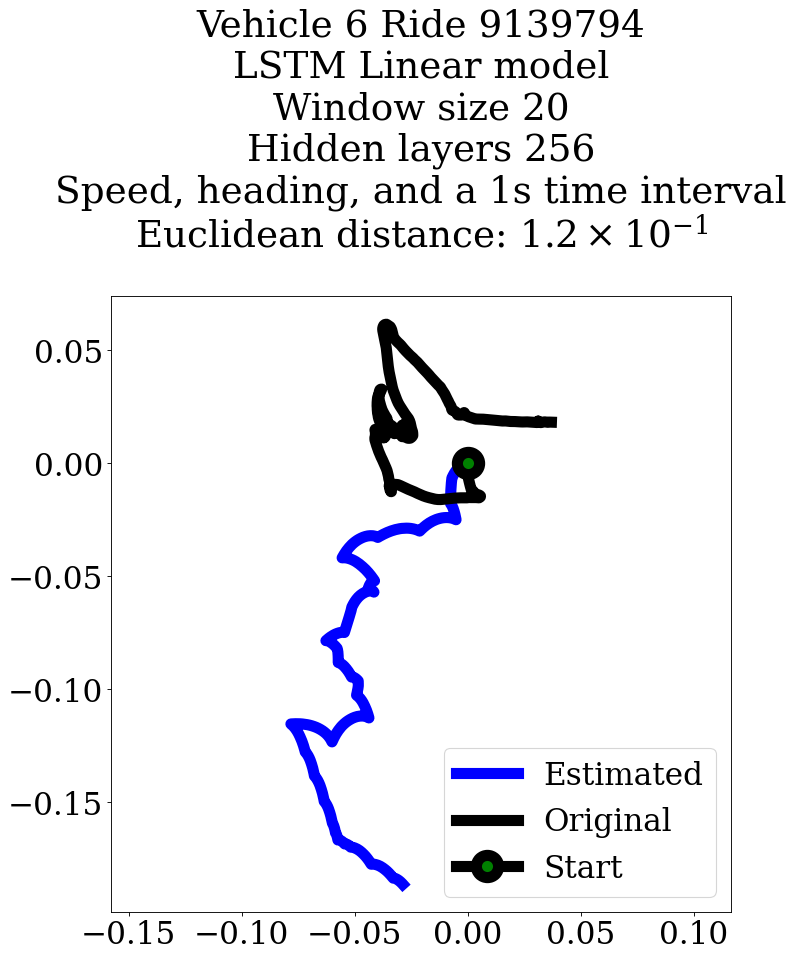 Vehicle 6 Ride 9139794
LSTM Linear model
Window size 20
Hidden layers 256
Speed, heading, and a 1s time interval
Euclidean distance: 1.2 × 10⁻¹
0.05
0.00
−0.05
−0.10
−0.15
Estimated
Original
Start
−0.15 −0.10 −0.05 0.00 0.05 0.10